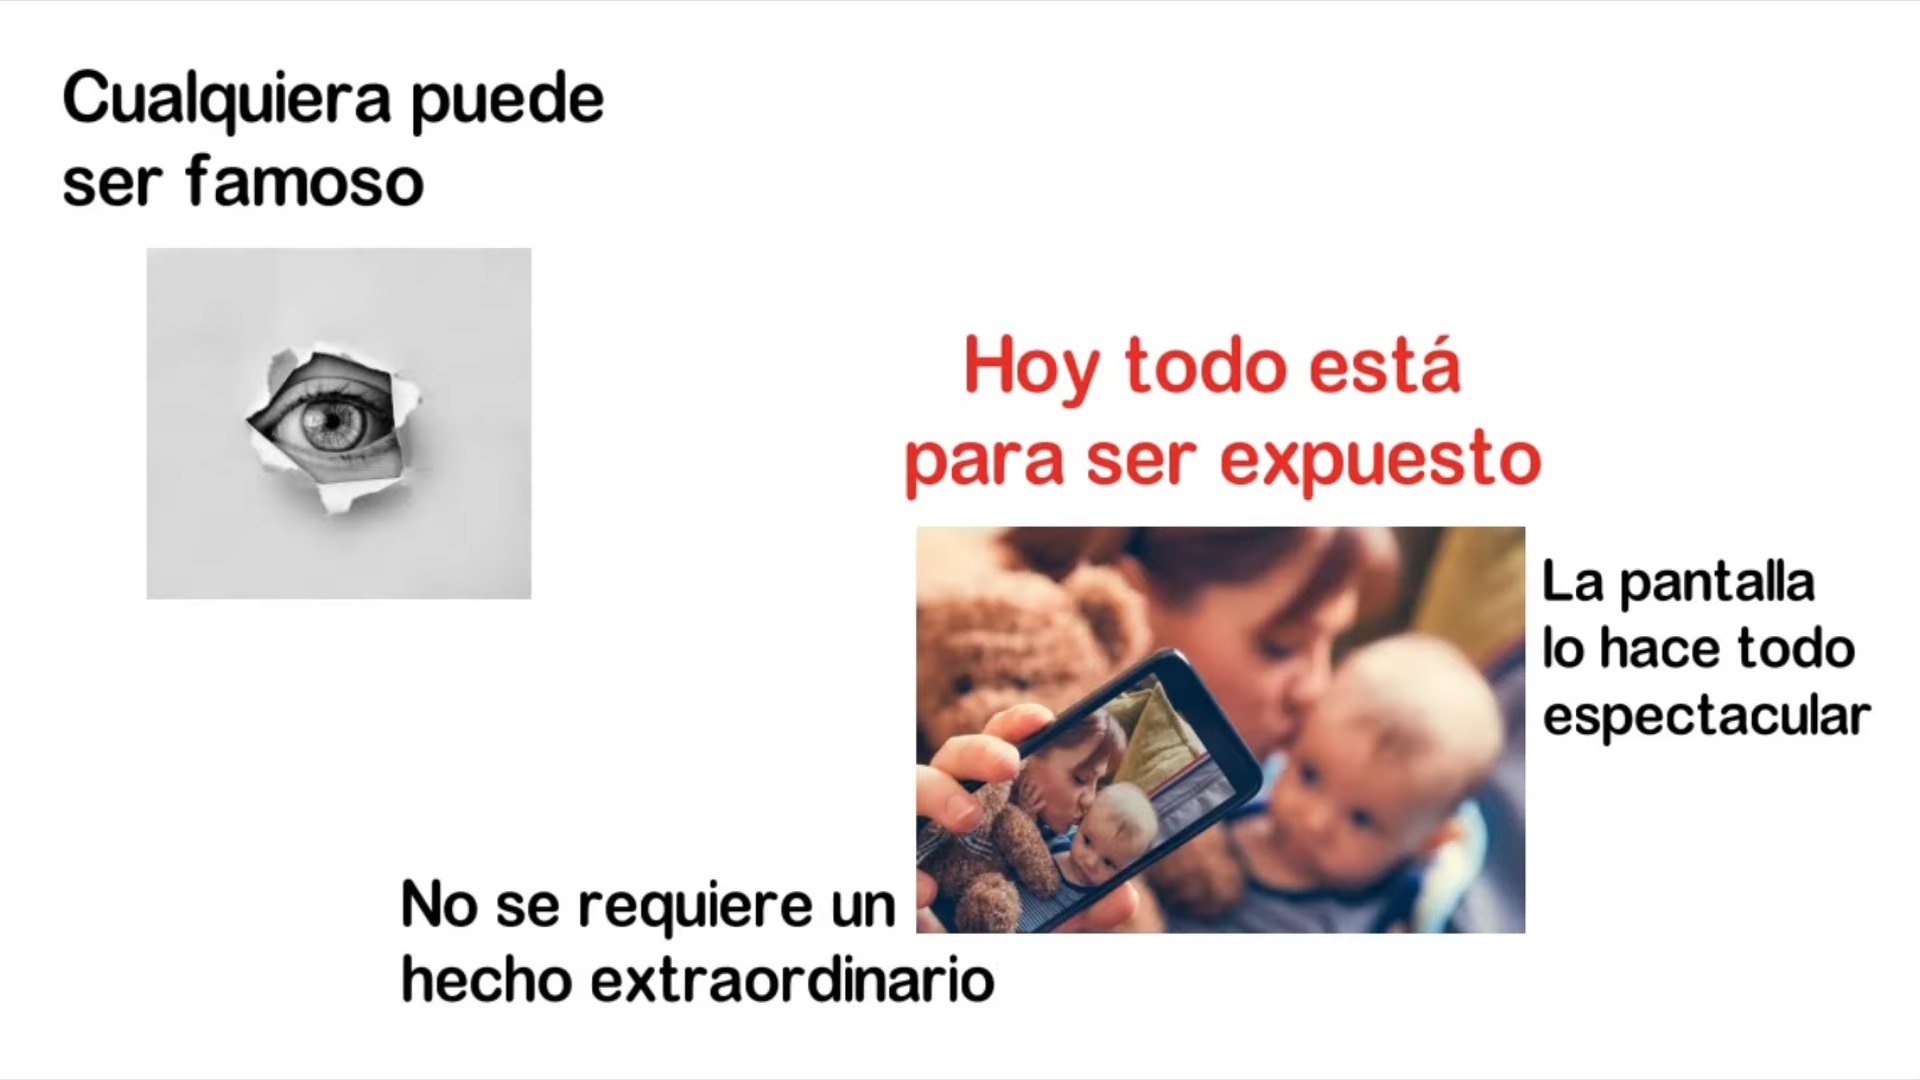 Cualquiera puede
ser famoso
Hoy todo está
para ser expuesto
La pantalla
lo hace todo
espectacular
No se requiere un
hecho extraordinario